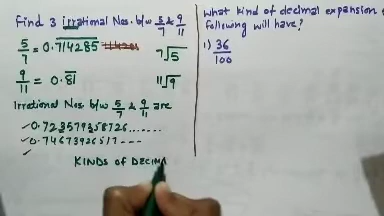 Find 3 irrational Nos. b/w 5/7 & 9/11
5/7 = 0.714285
7√5
9/11 = 0.81
11√9
Irrational Nos. b/w 5/7 & 9/11 are
✓0.723579358726.......
✓0.74673926517---
✓
KINDS OF DECIMA
What kind of decimal expansion
following will have?
1) 36/100